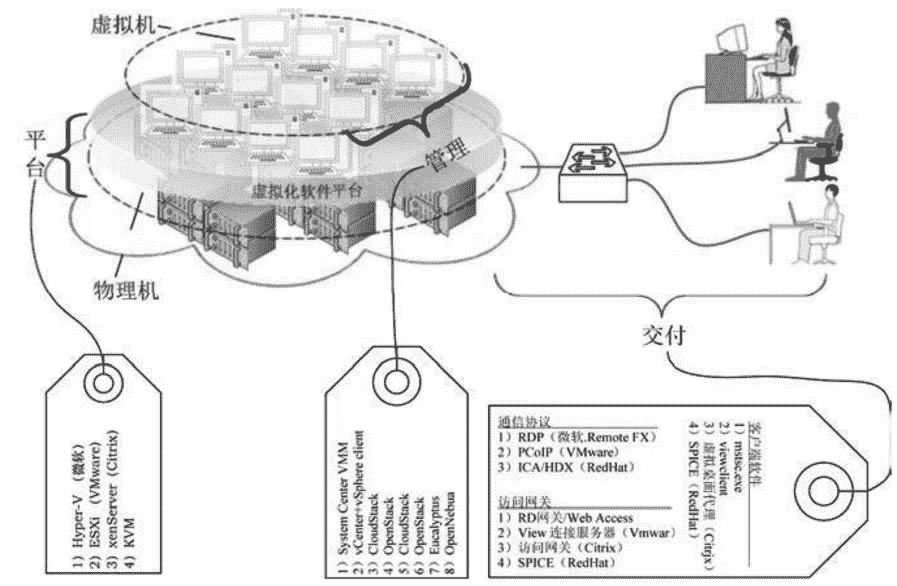 虚拟机
平台
管理
虚拟化软件平台
物理机
交付
1) Hyper-V (微软)
2) ESXi (VMware)
3) xenServer (Citrix)
4) KVM
1) System Center VMM
2) vCenter+vSphere client
3) CloudStack
4) OpenStack
5) CloudStack
6) OpenStack
7) Eucalyptus
8) OpenNebua
通信协议
1) RDP (微软.Remote FX)
2) PCoIP (VMware)
3) ICA/HDX (RedHat)
访问网关
1) RD网关/Web Access
2) View 连接服务器 (Vmwar)
3) 访问网关 (Citrix)
4) SPICE (RedHat)
客户端软件
1) mstsc.exe
2) viewclient
3) 虚拟桌面代理 (Citrix)
4) SPICE (RedHat)